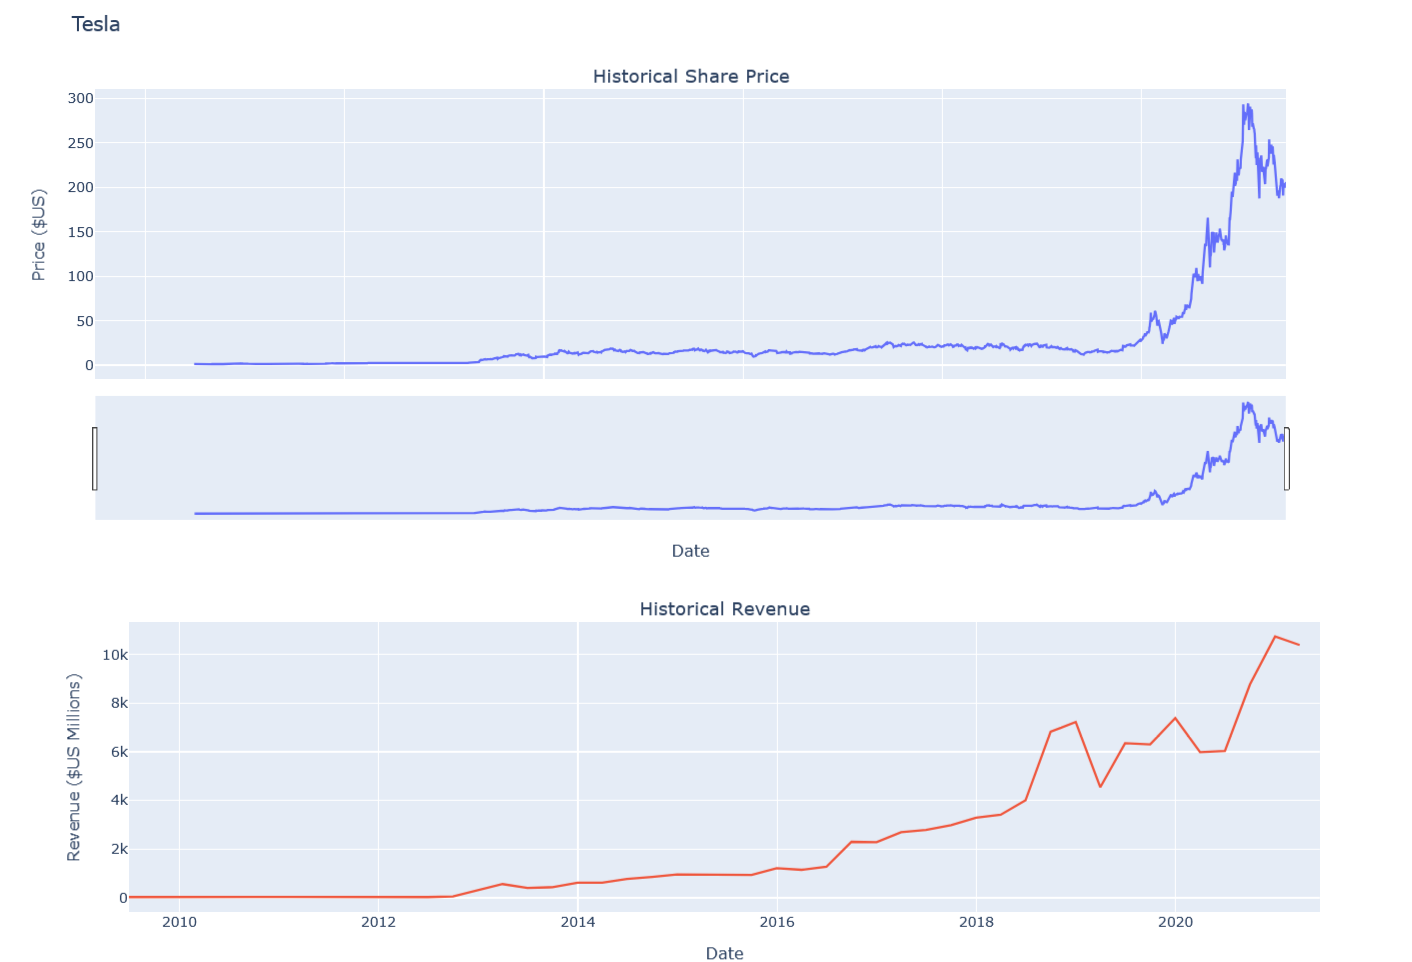 Tesla
Historical Share Price
300
250
200
150
100
50
0
Price ($US)
Date
Historical Revenue
10k
8k
6k
4k
2k
0
Revenue ($US Millions)
2010 2012 2014 2016 2018 2020
Date